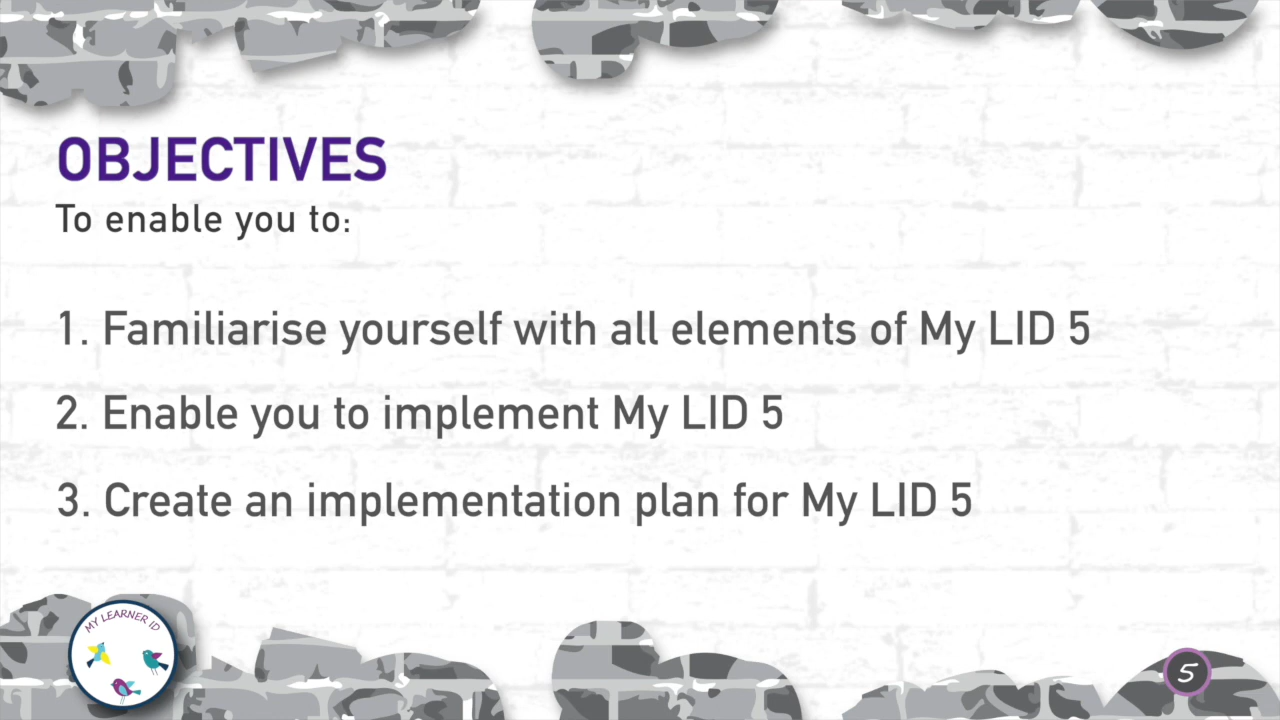 OBJECTIVES
To enable you to:
1. Familiarise yourself with all elements of My LID 5
2. Enable you to implement My LID 5
3. Create an implementation plan for My LID 5
MY LEARNER ID
5